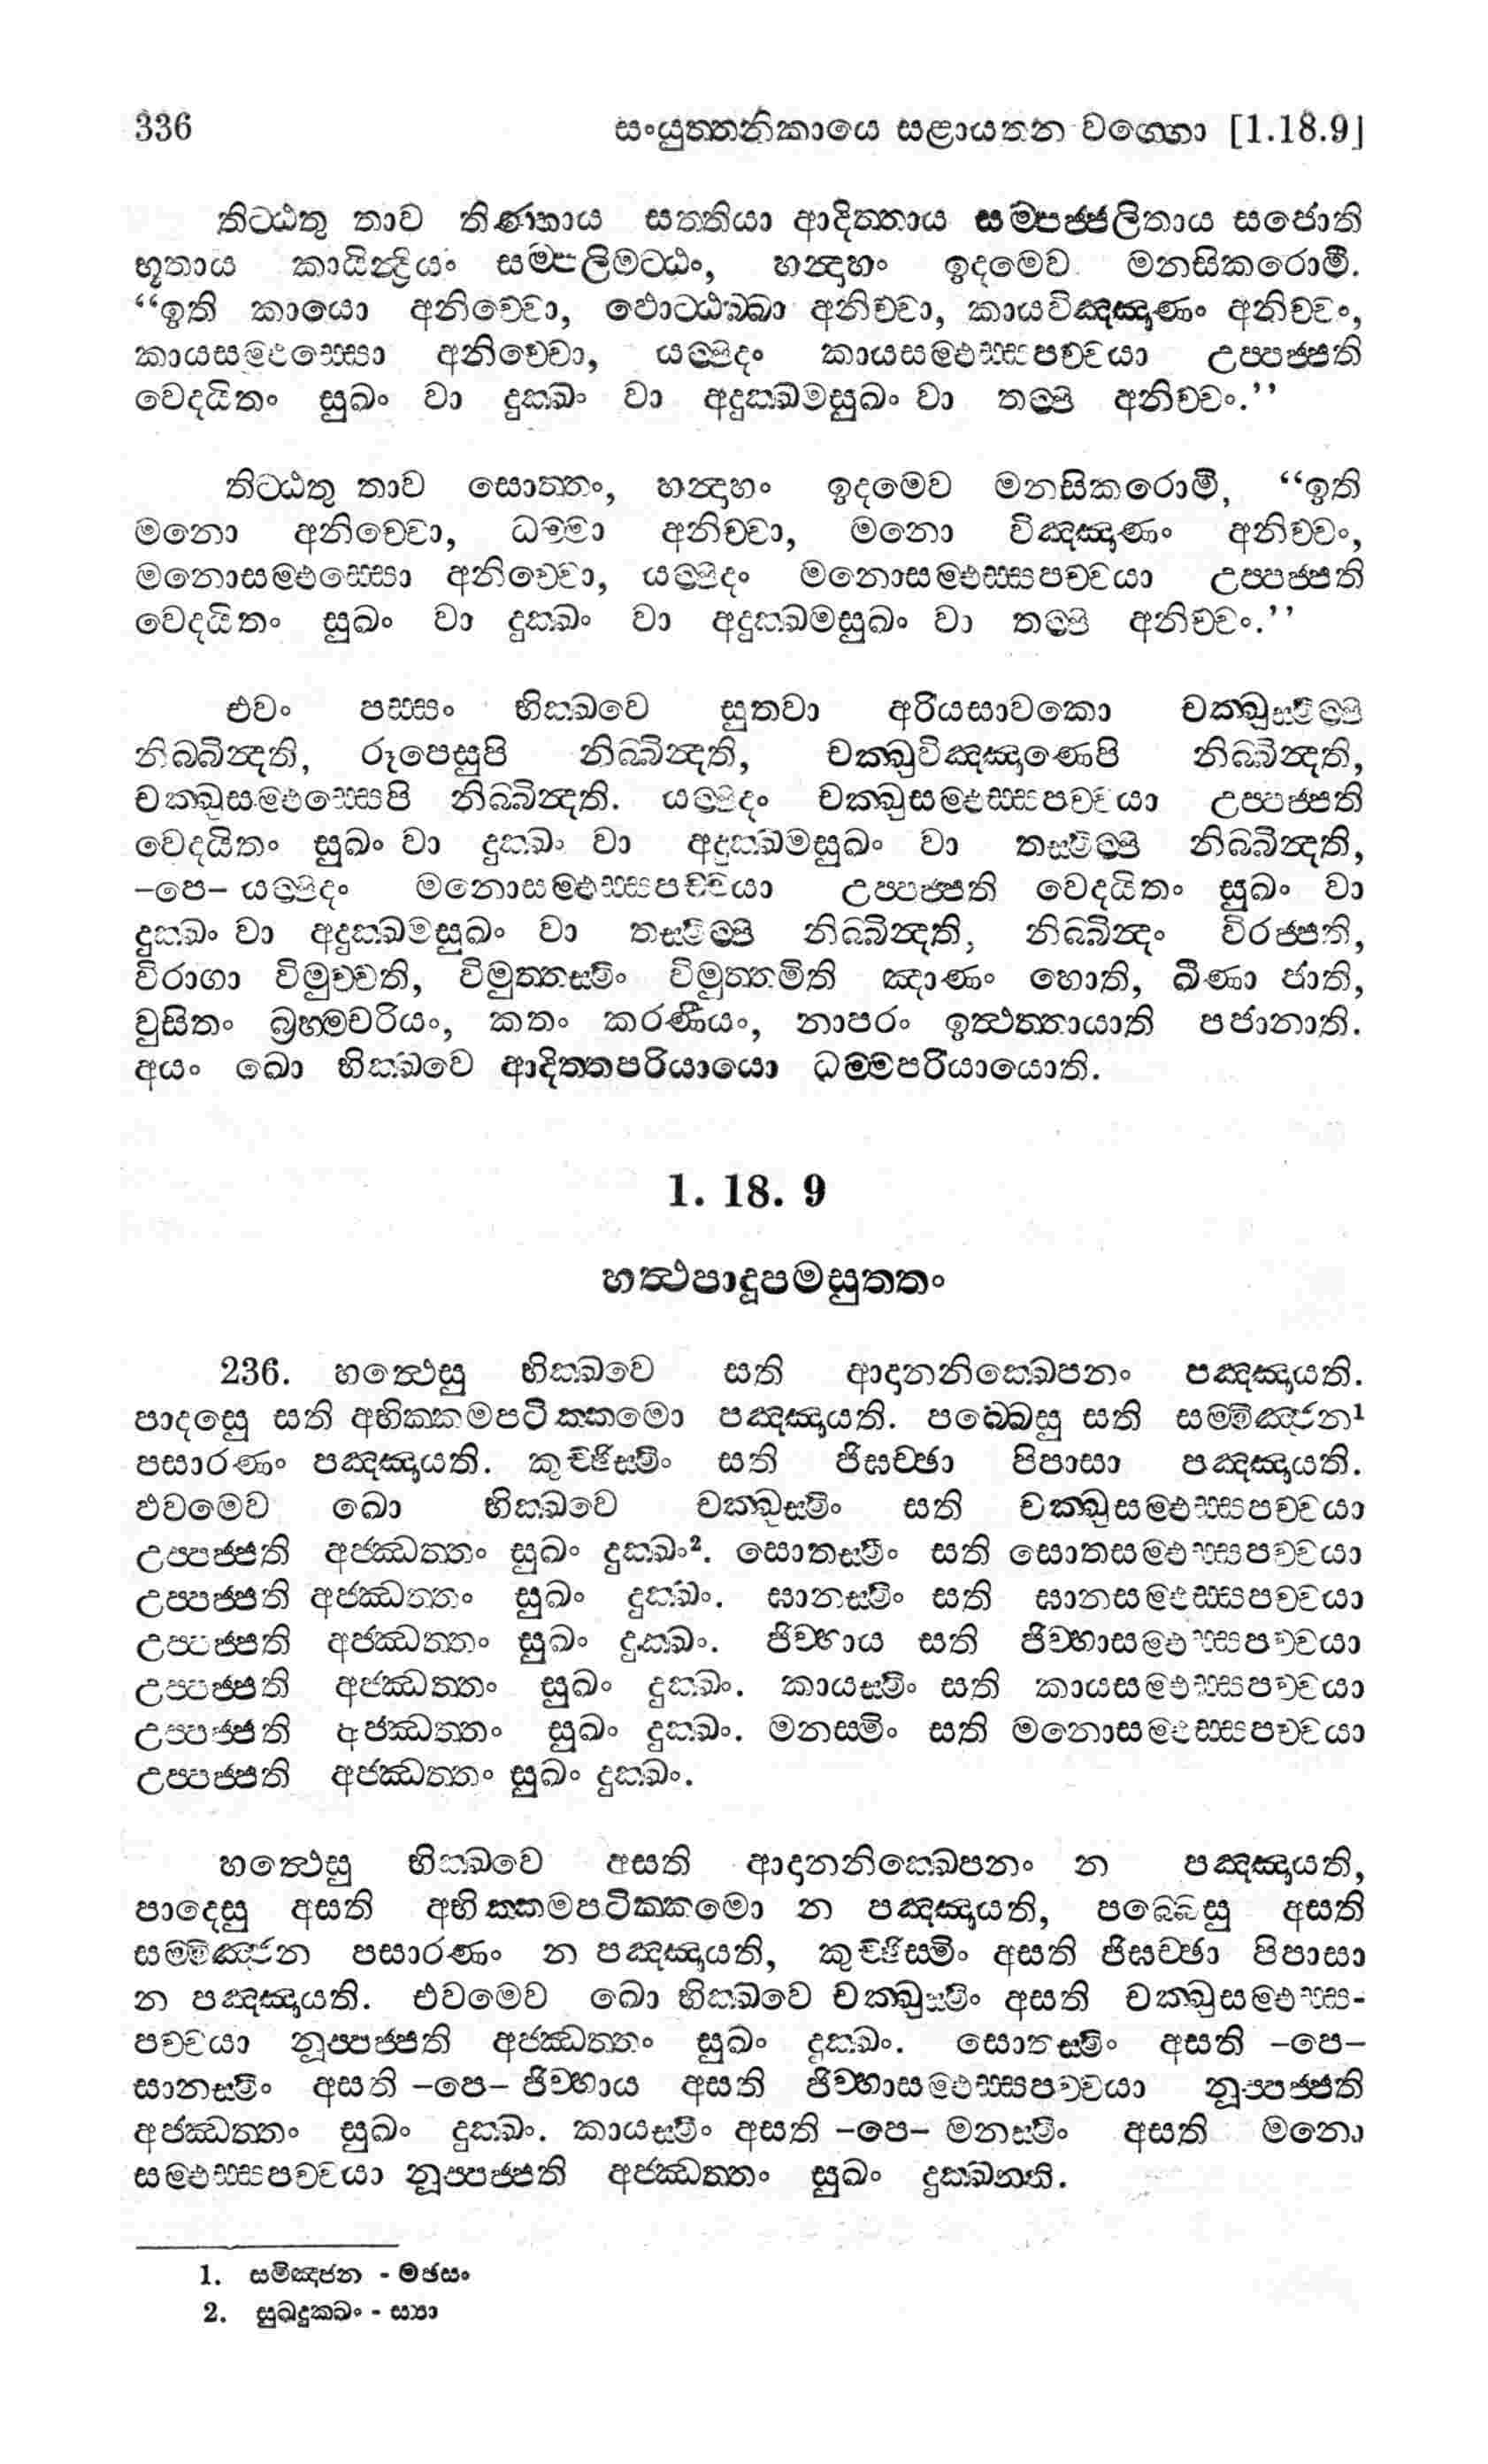 336 සංයුත්තනිකායෙ සළායතන වග්ගො [1.18.9]
තිට්ඨතු තාව තිණ්හාය සත්තියා ආදිත්තාය සම්පජ්ජලිතාය සජොති
භූතාය කායින්ද්‍රියං සම්පලිමට්ඨං, හන්දාහං ඉදමෙව මනසිකරොමි.
“ඉති කායො අනිච්චො, ඵොට්ඨබ්බා අනිච්චා, කායවිඤ්ඤාණං අනිච්චං,
කායසම්ඵස්සො අනිච්චො, යම්පිදං කායසම්ඵස්සපච්චයා උප්පජ්ජති
වෙදයිතං සුඛං වා දුක්ඛං වා අදුක්ඛමසුඛං වා තම්පි අනිච්චං.”
තිට්ඨතු තාව සොත්තං, හන්දාහං ඉදමෙව මනසිකරොමි, “ඉති
මනො අනිච්චො, ධම්මා අනිච්චා, මනො විඤ්ඤාණං අනිච්චං,
මනොසම්ඵස්සො අනිච්චො, යම්පිදං මනොසම්ඵස්සපච්චයා උප්පජ්ජති
වෙදයිතං සුඛං වා දුක්ඛං වා අදුක්ඛමසුඛං වා තම්පි අනිච්චං.”
එවං පස්සං භික්ඛවෙ සුතවා අරියසාවකො චක්ඛුස්මිම්පි
නිබ්බින්දති, රූපෙසුපි නිබ්බින්දති, චක්ඛුවිඤ්ඤාණෙපි නිබ්බින්දති,
චක්ඛුසම්ඵස්සෙපි නිබ්බින්දති. යම්පිදං චක්ඛුසම්ඵස්සපච්චයා උප්පජ්ජති
වෙදයිතං සුඛං වා දුක්ඛං වා අදුක්ඛමසුඛං වා තස්මිම්පි නිබ්බින්දති,
–පෙ– යම්පිදං මනොසම්ඵස්සපච්චයා උප්පජ්ජති වෙදයිතං සුඛං වා
දුක්ඛං වා අදුක්ඛමසුඛං වා තස්මිම්පි නිබ්බින්දති, නිබ්බින්දං විරජ්ජති,
විරාගා විමුච්චති, විමුත්තස්මිං විමුත්තමිති ඤාණං හොති, ඛීණා ජාති,
වුසිතං බ්‍රහ්මචරියං, කතං කරණීයං, නාපරං ඉත්ථත්තායාති පජානාති.
අයං ඛො භික්ඛවෙ ආදිත්තපරියායො ධම්මපරියායොති.
1. 18. 9
හත්ථපාදූපමසුත්තං
236. හත්ථෙසු භික්ඛවෙ සති ආදානනික්ඛෙපනං පඤ්ඤායති.
පාදසෙු සති අභික්කමපටික්කමො පඤ්ඤායති. පබ්බෙසු සති සම්මිඤ්ජන¹
පසාරණං පඤ්ඤායති. කුච්ඡිස්මිං සති ජිඝච්ඡා පිපාසා පඤ්ඤායති.
ඵවමෙව ඛො භික්ඛවෙ චක්ඛුස්මිං සති චක්ඛුසම්ඵස්සපච්චයා
උප්පජ්ජති අජ්ඣත්තං සුඛං දුක්ඛං². සොතස්මිං සති සොතසම්ඵස්සපච්චයා
උප්පජ්ජති අජ්ඣත්තං සුඛං දුක්ඛං. ඝානස්මිං සති ඝානසම්ඵස්සපච්චයා
උප්පජ්ජති අජ්ඣත්තං සුඛං දුක්ඛං. ජිව්හාය සති ජිව්හාසම්ඵස්සපච්චයා
උප්පජ්ජති අජ්ඣත්තං සුඛං දුක්ඛං. කායස්මිං සති කායසම්ඵස්සපච්චයා
උප්පජ්ජති අජ්ඣත්තං සුඛං දුක්ඛං. මනස්මිං සති මනොසම්ඵස්සපච්චයා
උප්පජ්ජති අජ්ඣත්තං සුඛං දුක්ඛං.
හත්ථෙසු භික්ඛවෙ අසති ආදානනික්ඛෙපනං න පඤ්ඤායති,
පාදෙසු අසති අභික්කමපටික්කමො න පඤ්ඤායති, පබ්බෙසු අසති
සම්මිඤ්ජන පසාරණං න පඤ්ඤායති, කුච්ඡිස්මිං අසති ජිඝච්ඡා පිපාසා
න පඤ්ඤායති. එවමෙව ඛො භික්ඛවෙ චක්ඛුස්මිං අසති චක්ඛුසම්ඵස්ස-
පච්චයා නූප්පජ්ජති අජ්ඣත්තං සුඛං දුක්ඛං. සොතස්මිං අසති –පෙ–
ඝානස්මිං අසති –පෙ– ජිව්හාය අසති ජිව්හාසම්ඵස්සපච්චයා නූප්පජ්ජති
අජ්ඣත්තං සුඛං දුක්ඛං. කායස්මිං අසති –පෙ– මනස්මිං අසති මනො
සම්ඵස්සපච්චයා නූප්පජ්ජති අජ්ඣත්තං සුඛං දුක්ඛන්ති.
1. සමිඤ්ජන - මඡසං
2. සුඛදුක්ඛං - ස්‍යා